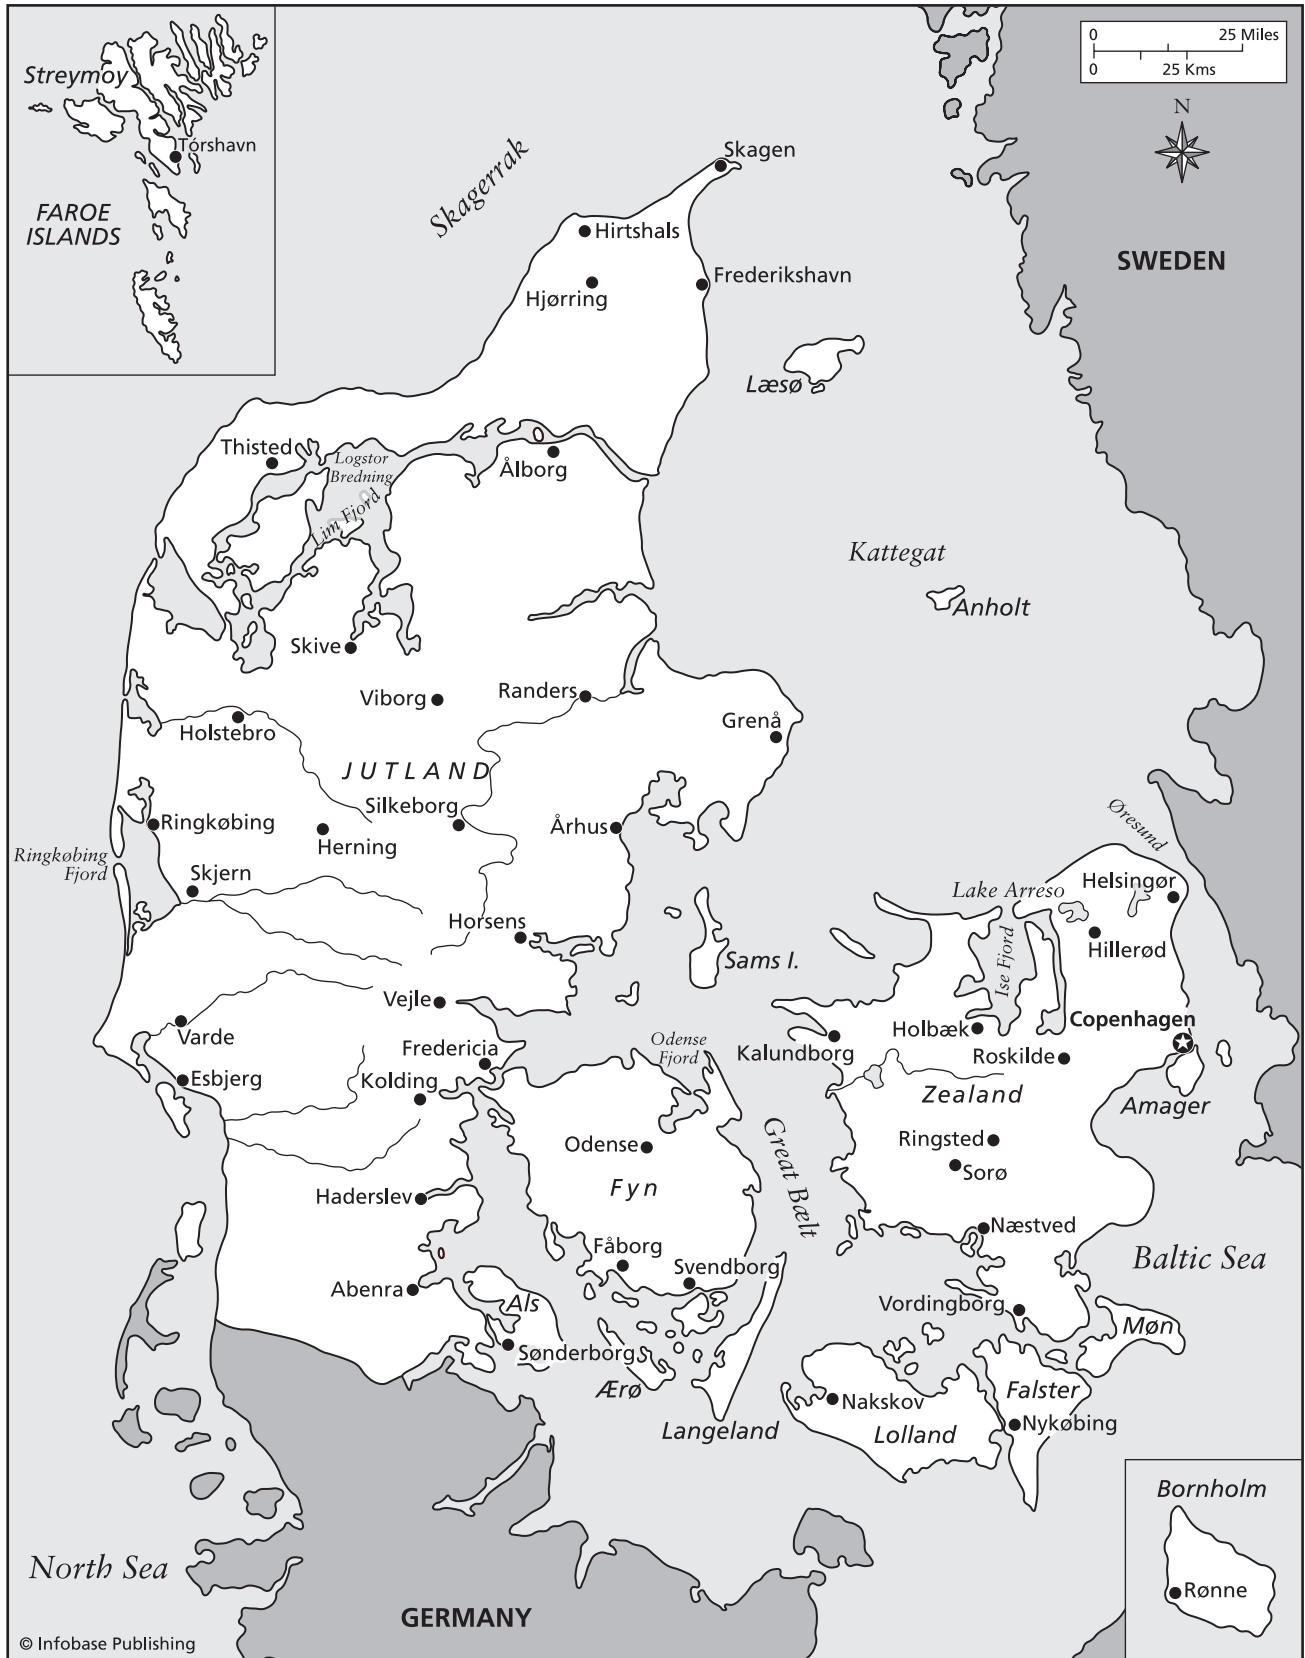 0 25 Miles
0 25 Kms
N
Streymoy
Tórshavn
FAROE
ISLANDS
Skagerrak
Skagen
Hirtshals
Hjørring
Frederikshavn
SWEDEN
Læsø
Thisted
Logstor
Bredning
Lim Fjord
Ålborg
Kattegat
Anholt
Skive
Viborg
Randers
Holstebro
Grenå
JUTLAND
Silkeborg
Ringkøbing
Herning
Århus
Ringkøbing
Fjord
Skjern
Øresund
Lake Arreso
Helsingør
Hillerød
Horsens
Sams I.
Ise Fjord
Vejle
Varde
Fredericia
Odense
Fjord
Kalundborg
Holbæk
Copenhagen
Roskilde
Esbjerg
Kolding
Zealand
Amager
Odense
Great Bælt
Ringsted
Sorø
Haderslev
Fyn
Næstved
Fåborg
Svendborg
Baltic Sea
Abenra
Als
Vordingborg
Møn
Sønderborg
Ærø
Nakskov
Falster
Langeland
Lolland
Nykøbing
Bornholm
Rønne
North Sea
GERMANY
© Infobase Publishing